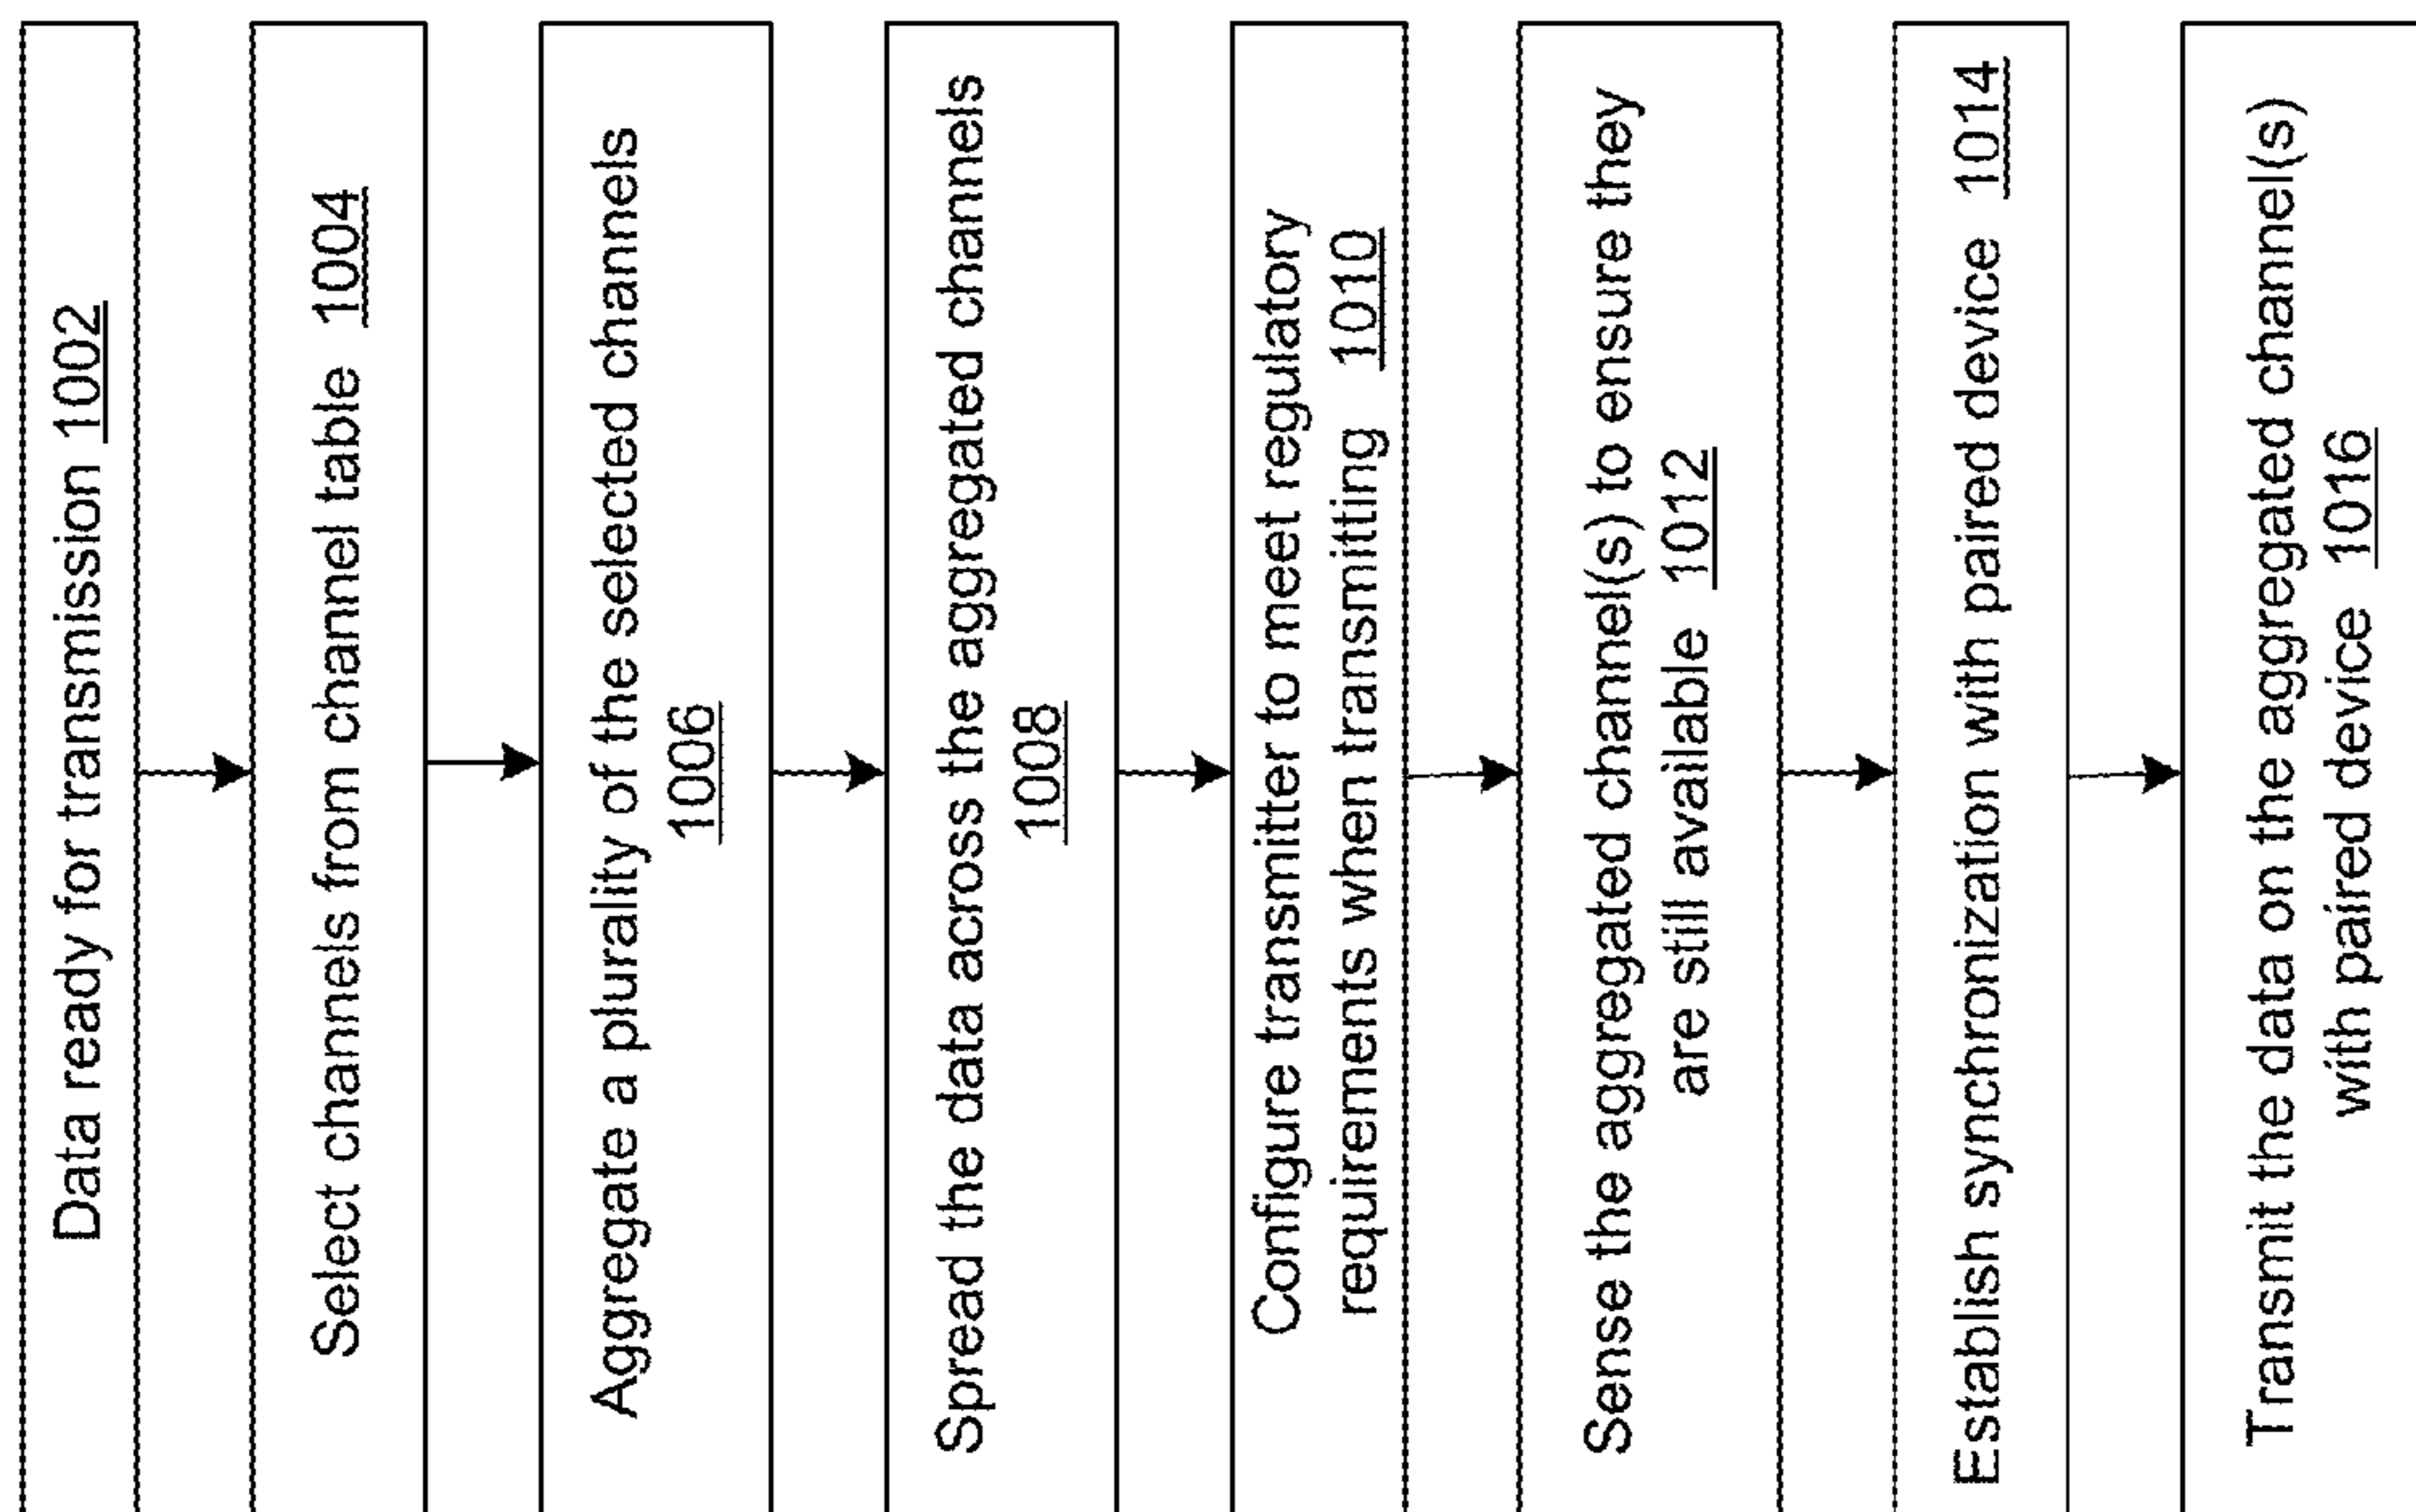 Data ready for transmission 1002
Select channels from channel table 1004
Aggregate a plurality of the selected channels
1006
Spread the data across the aggregated channels
1008
Configure transmitter to meet regulatory
requirements when transmitting 1010
Sense the aggregated channel(s) to ensure they
are still available 1012
Establish synchronization with paired device 1014
Transmit the data on the aggregated channel(s)
with paired device 1016